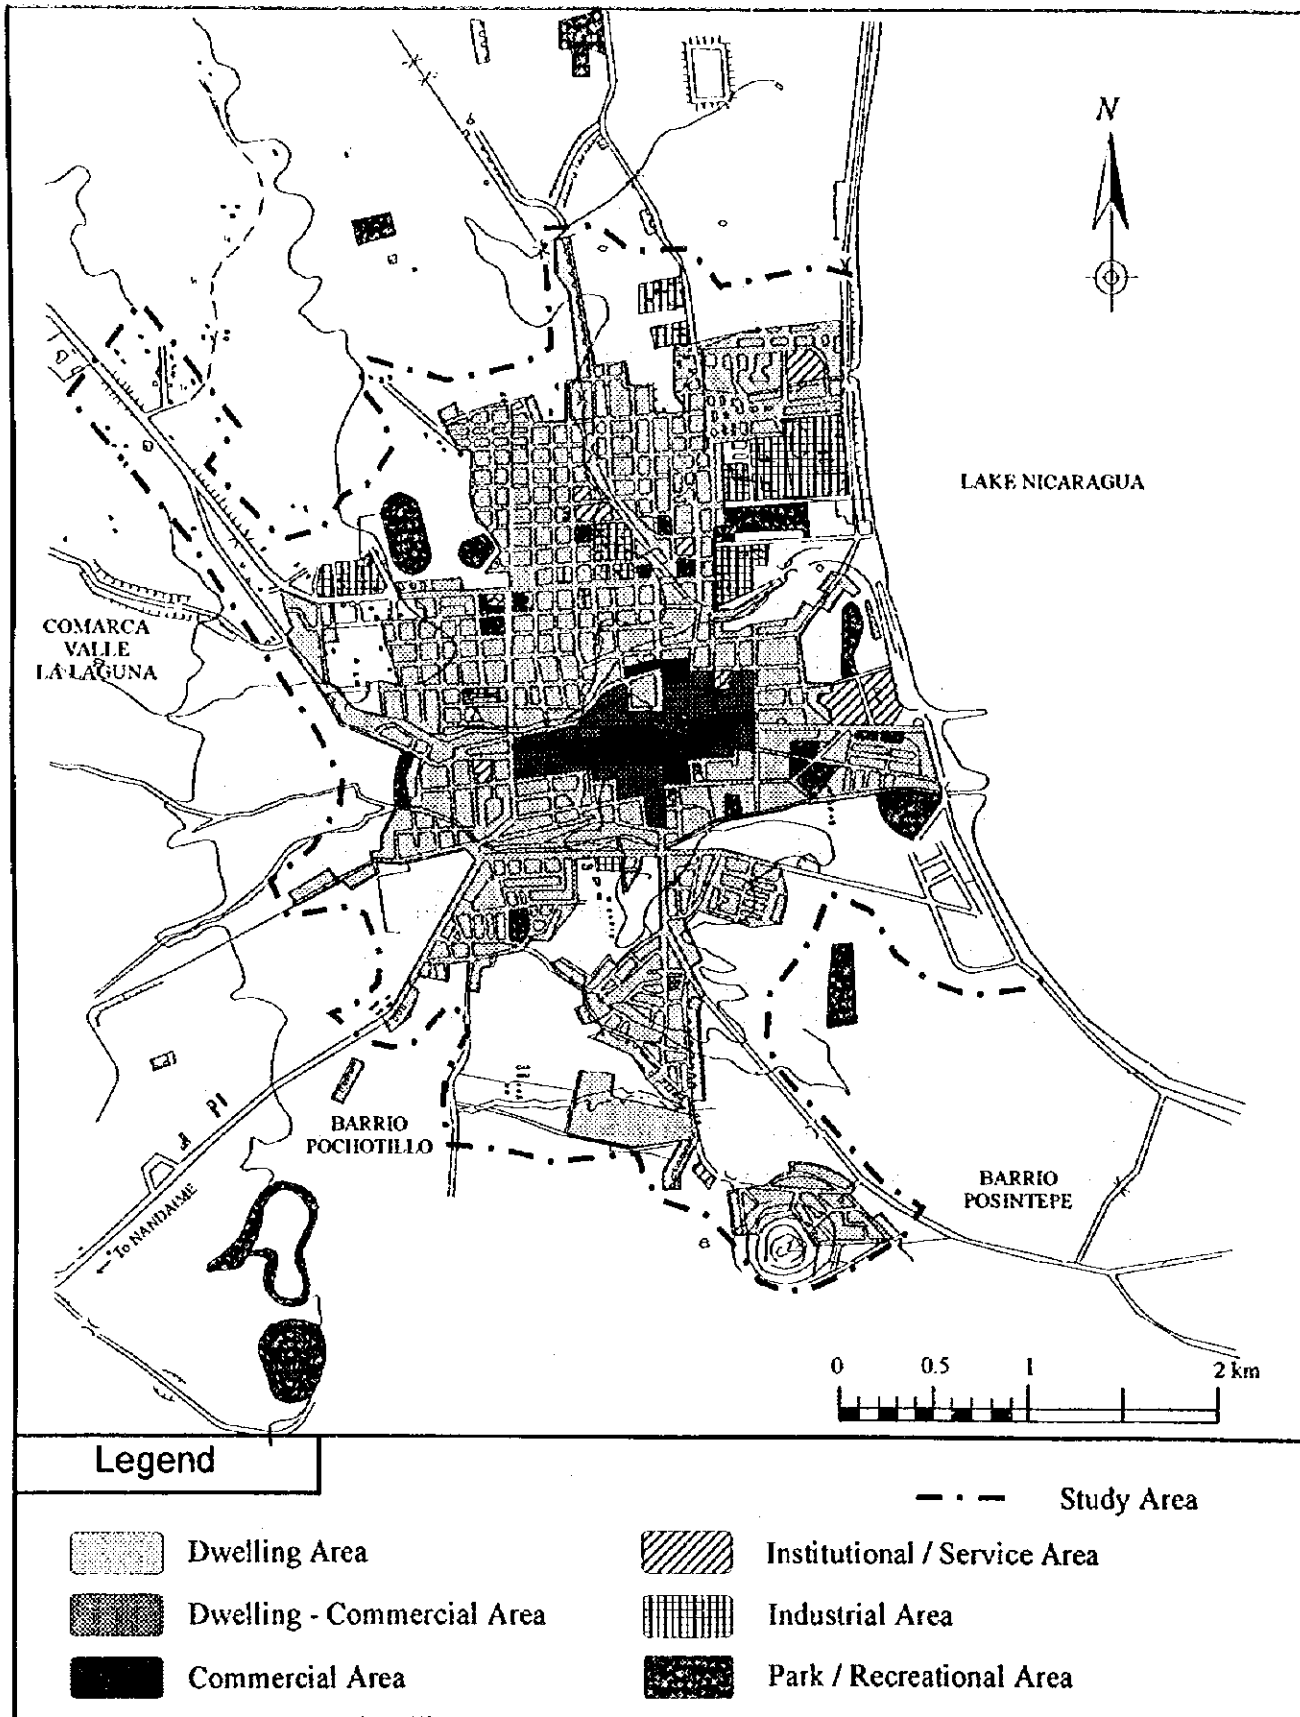 N
LAKE NICARAGUA
COMARCA
VALLE
LA LAGUNA
BARRIO
POCHOTILLO
BARRIO
POSINTEPE
To NANDAIME
0 0.5 1 2 km
Legend
Study Area
Dwelling Area
Institutional / Service Area
Dwelling - Commercial Area
Industrial Area
Commercial Area
Park / Recreational Area